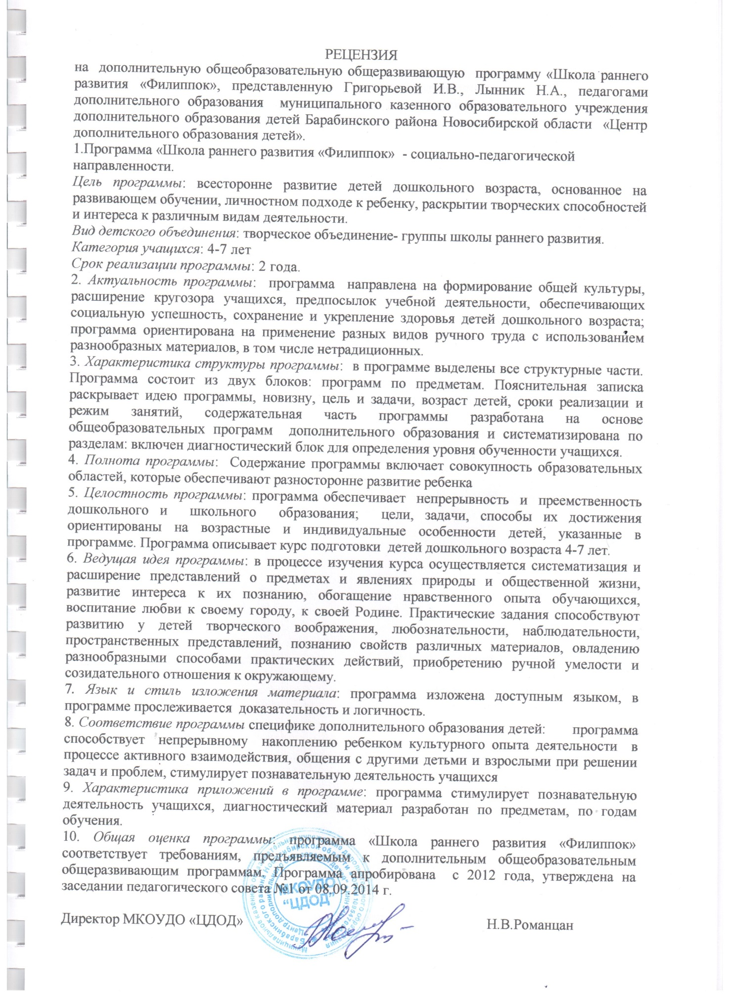 РЕЦЕНЗИЯ
на дополнительную общеобразовательную общеразвивающую программу «Школа раннего
развития «Филиппок», представленную Григорьевой И.В., Лынник Н.А., педагогами
дополнительного образования муниципального казенного образовательного учреждения
дополнительного образования детей Барабинского района Новосибирской области «Центр
дополнительного образования детей».
1.Программа «Школа раннего развития «Филиппок» - социально-педагогической
направленности.
Цель программы: всесторонне развитие детей дошкольного возраста, основанное на
развивающем обучении, личностном подходе к ребенку, раскрытии творческих способностей
и интереса к различным видам деятельности.
Вид детского объединения: творческое объединение- группы школы раннего развития.
Категория учащихся: 4-7 лет
Срок реализации программы: 2 года.
2. Актуальность программы: программа направлена на формирование общей культуры,
расширение кругозора учащихся, предпосылок учебной деятельности, обеспечивающих
социальную успешность, сохранение и укрепление здоровья детей дошкольного возраста;
программа ориентирована на применение разных видов ручного труда с использованием
разнообразных материалов, в том числе нетрадиционных.
3. Характеристика структуры программы: в программе выделены все структурные части.
Программа состоит из двух блоков: программ по предметам. Пояснительная записка
раскрывает идею программы, новизну, цель и задачи, возраст детей, сроки реализации и
режим занятий, содержательная часть программы разработана на основе
общеобразовательных программ дополнительного образования и систематизирована по
разделам: включен диагностический блок для определения уровня обученности учащихся.
4. Полнота программы: Содержание программы включает совокупность образовательных
областей, которые обеспечивают разносторонне развитие ребенка
5. Целостность программы: программа обеспечивает непрерывность и преемственность
дошкольного и школьного образования; цели, задачи, способы их достижения
ориентированы на возрастные и индивидуальные особенности детей, указанные в
программе. Программа описывает курс подготовки детей дошкольного возраста 4-7 лет.
6. Ведущая идея программы: в процессе изучения курса осуществляется систематизация и
расширение представлений о предметах и явлениях природы и общественной жизни,
развитие интереса к их познанию, обогащение нравственного опыта обучающихся,
воспитание любви к своему городу, к своей Родине. Практические задания способствуют
развитию у детей творческого воображения, любознательности, наблюдательности,
пространственных представлений, познанию свойств различных материалов, овладению
разнообразными способами практических действий, приобретению ручной умелости и
созидательного отношения к окружающему.
7. Язык и стиль изложения материала: программа изложена доступным языком, в
программе прослеживается доказательность и логичность.
8. Соответствие программы специфике дополнительного образования детей: программа
способствует непрерывному накоплению ребенком культурного опыта деятельности в
процессе активного взаимодействия, общения с другими детьми и взрослыми при решении
задач и проблем, стимулирует познавательную деятельность учащихся
9. Характеристика приложений в программе: программа стимулирует познавательную
деятельность учащихся, диагностический материал разработан по предметам, по годам
обучения.
10. Общая оценка программы: программа «Школа раннего развития «Филиппок»
соответствует требованиям, предъявляемым к дополнительным общеобразовательным
общеразвивающим программам. Программа апробирована с 2012 года, утверждена на
заседании педагогического совета №1 от 08.09.2014 г.
МКОУДО
“ЦДОД”
Директор МКОУДО «ЦДОД» Н.В.Романцан